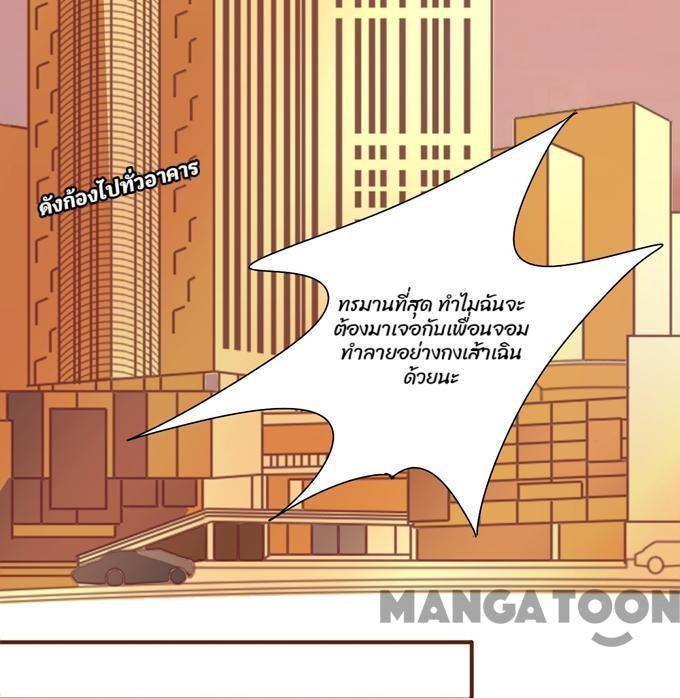 ดังก้องไปทั่วอาคาร
ทรมานที่สุด ทำไมฉันจะ
ต้องมาเจอกับเพื่อนจอม
ทำลายอย่างกงเส้าเฉิน
ด้วยนะ
MANGATOON